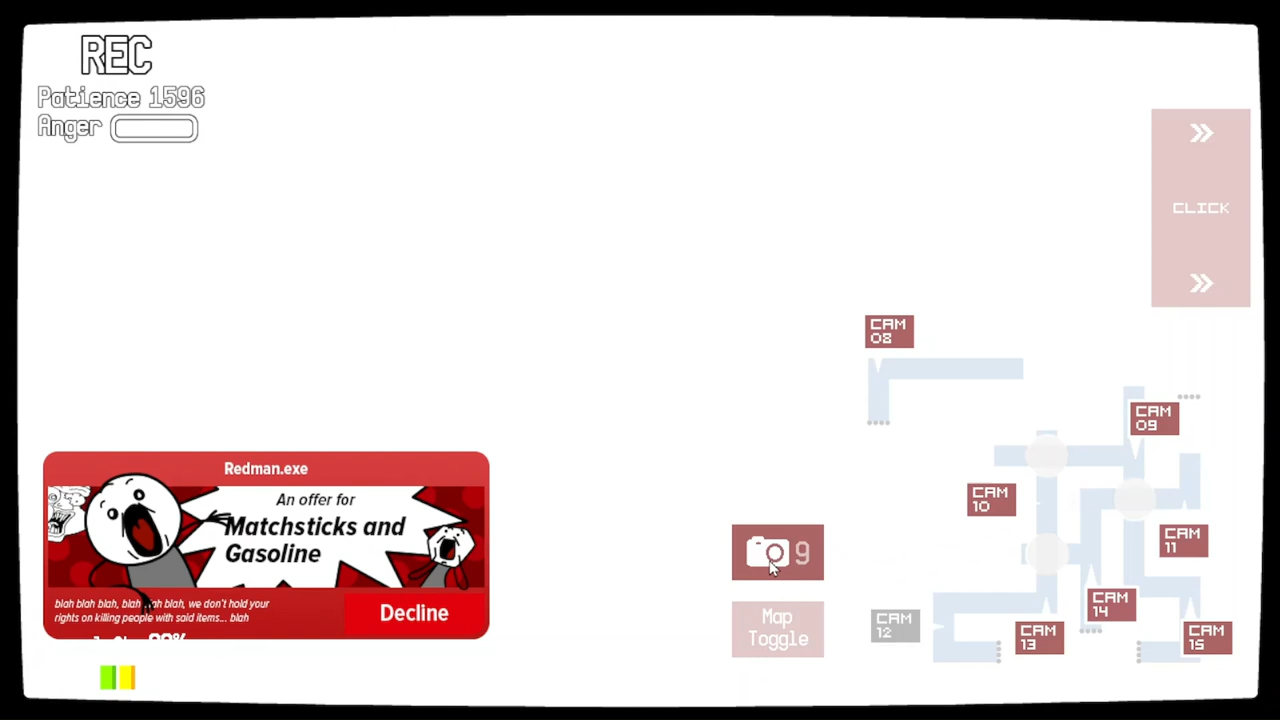 REC
Patience 1596
Anger
»
CLICK
»
CAM
08
CAM
09
CAM
10
CAM
11
Redman.exe
An offer for
Matchsticks and
Gasoline
blah blah blah, blah blah blah, we don't hold your
rights on killing people with said items... blah
Decline
9
Map
Toggle
CAM
12
CAM
13
CAM
14
CAM
15